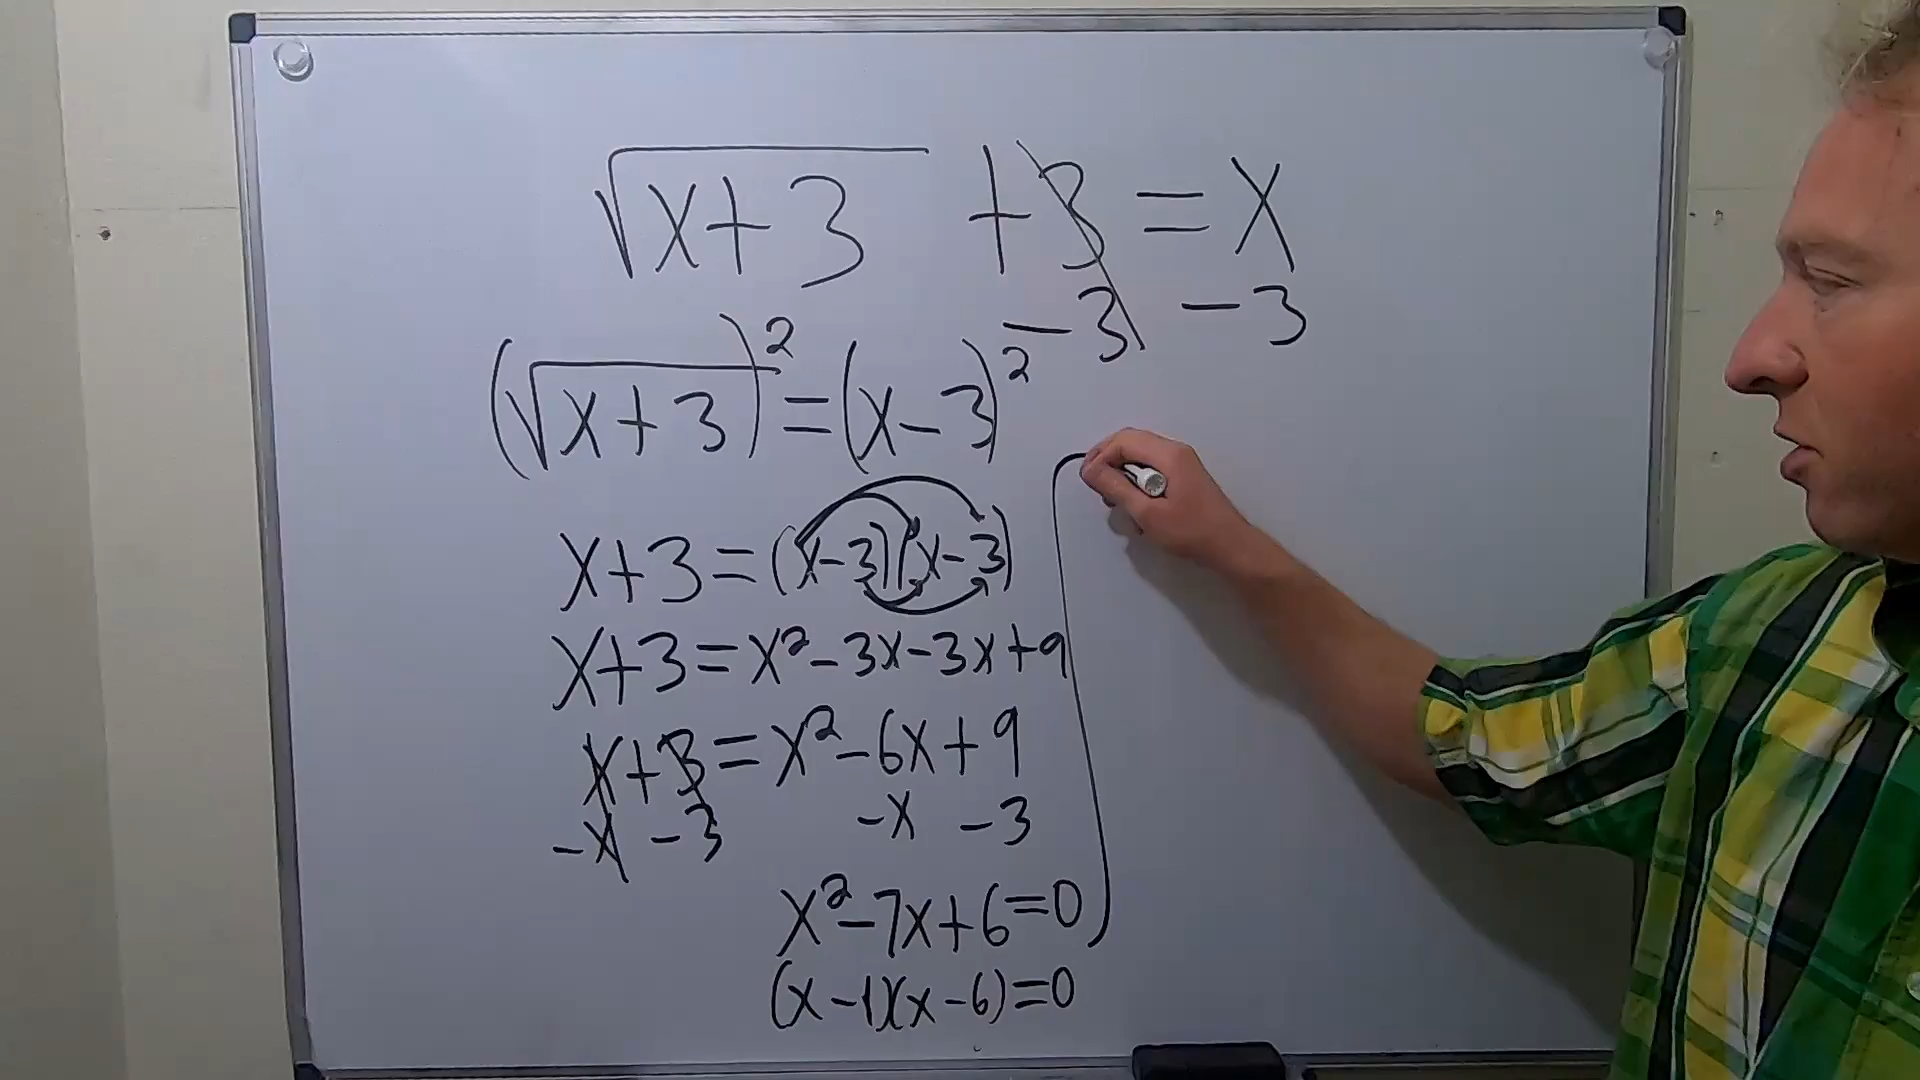 √(x+3) +3 = x
-3 -3
(√(x+3))² = (x-3)²
x+3 = (x-3)(x-3)
x+3 = x²-3x-3x+9
x+3 = x²-6x+9
-x -3 -x -3
x²-7x+6=0
(x-1)(x-6)=0